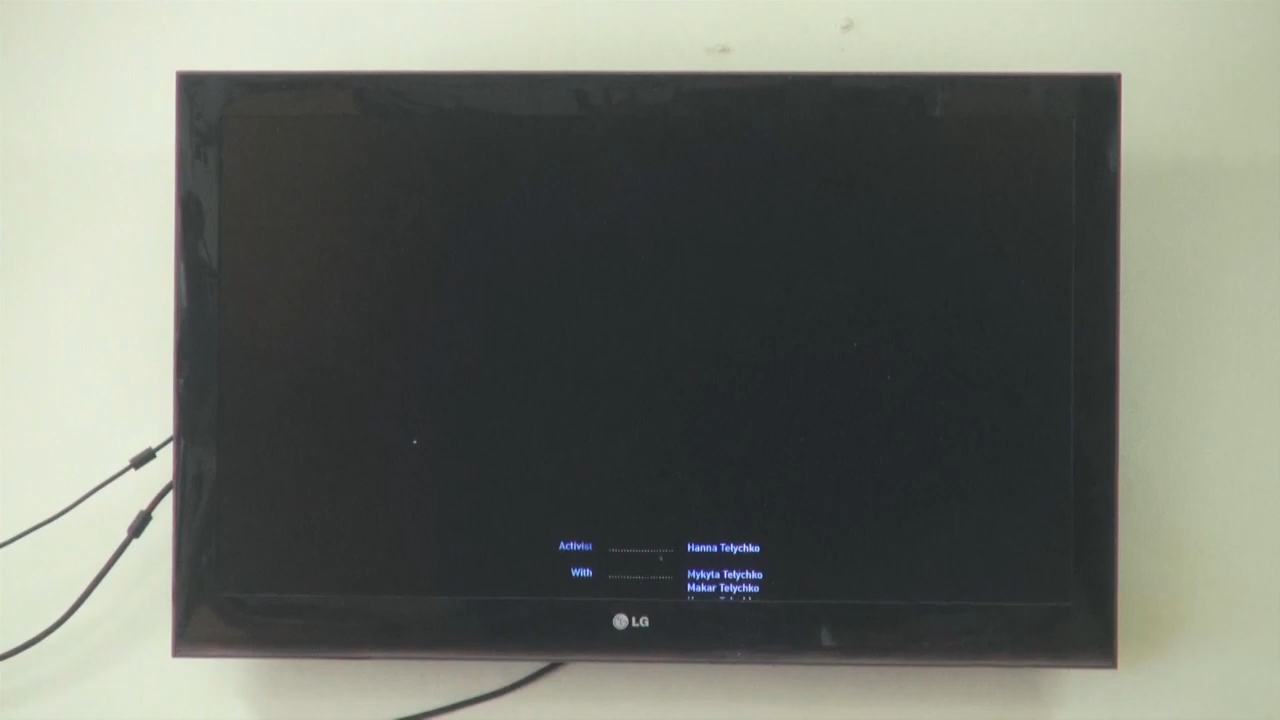 Activist .......................... Hanna Telychko
With .......................... Mykyta Telychko
Makar Telychko
LG